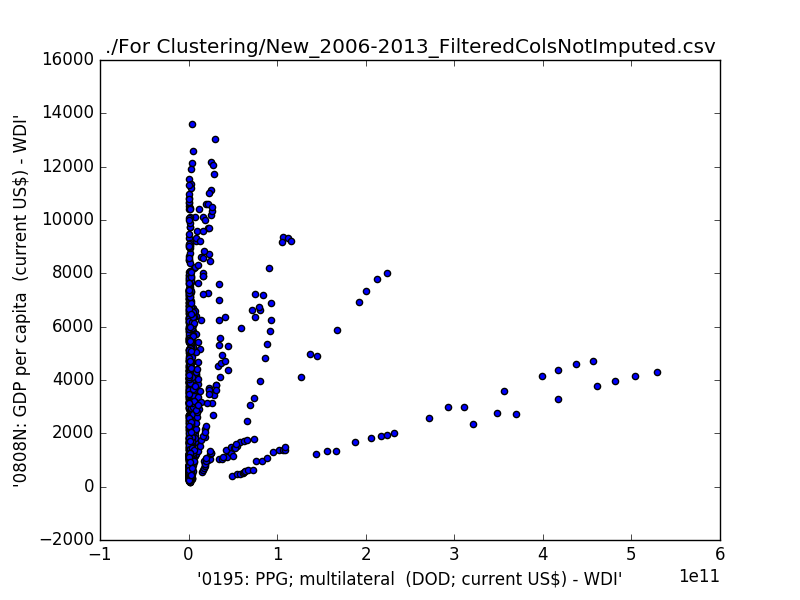 ./For Clustering/New_2006-2013_FilteredColsNotImputed.csv
16000
14000
12000
10000
8000
6000
4000
2000
0
−2000
'0808N: GDP per capita  (current US$) - WDI'
−1 0 1 2 3 4 5 6
1e11
'0195: PPG; multilateral  (DOD; current US$) - WDI'